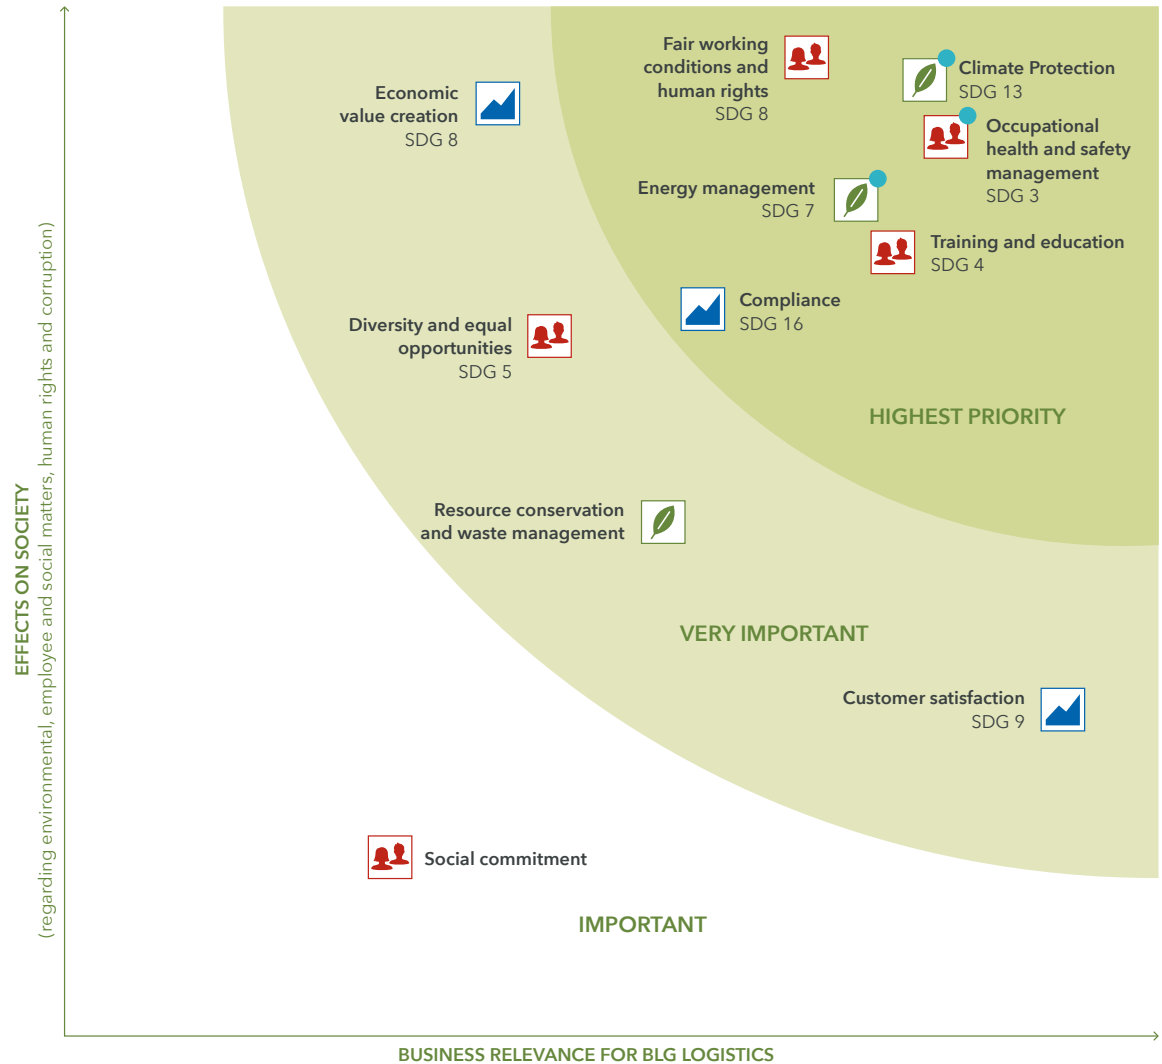 Fair working
conditions and
human rights
SDG 8
Climate Protection
SDG 13
Economic
value creation
SDG 8
Occupational
health and safety
management
SDG 3
Energy management
SDG 7
Training and education
SDG 4
Compliance
SDG 16
Diversity and equal
opportunities
SDG 5
HIGHEST PRIORITY
Resource conservation
and waste management
VERY IMPORTANT
Customer satisfaction
SDG 9
Social commitment
IMPORTANT
EFFECTS ON SOCIETY
(regarding environmental, employee and social matters, human rights and corruption)
BUSINESS RELEVANCE FOR BLG LOGISTICS